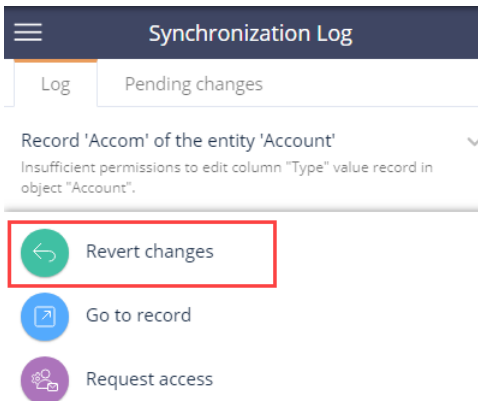 Synchronization Log
Log
Pending changes
Record 'Accom' of the entity 'Account'
Insufficient permissions to edit column "Type" value record in
object "Account".
Revert changes
Go to record
Request access